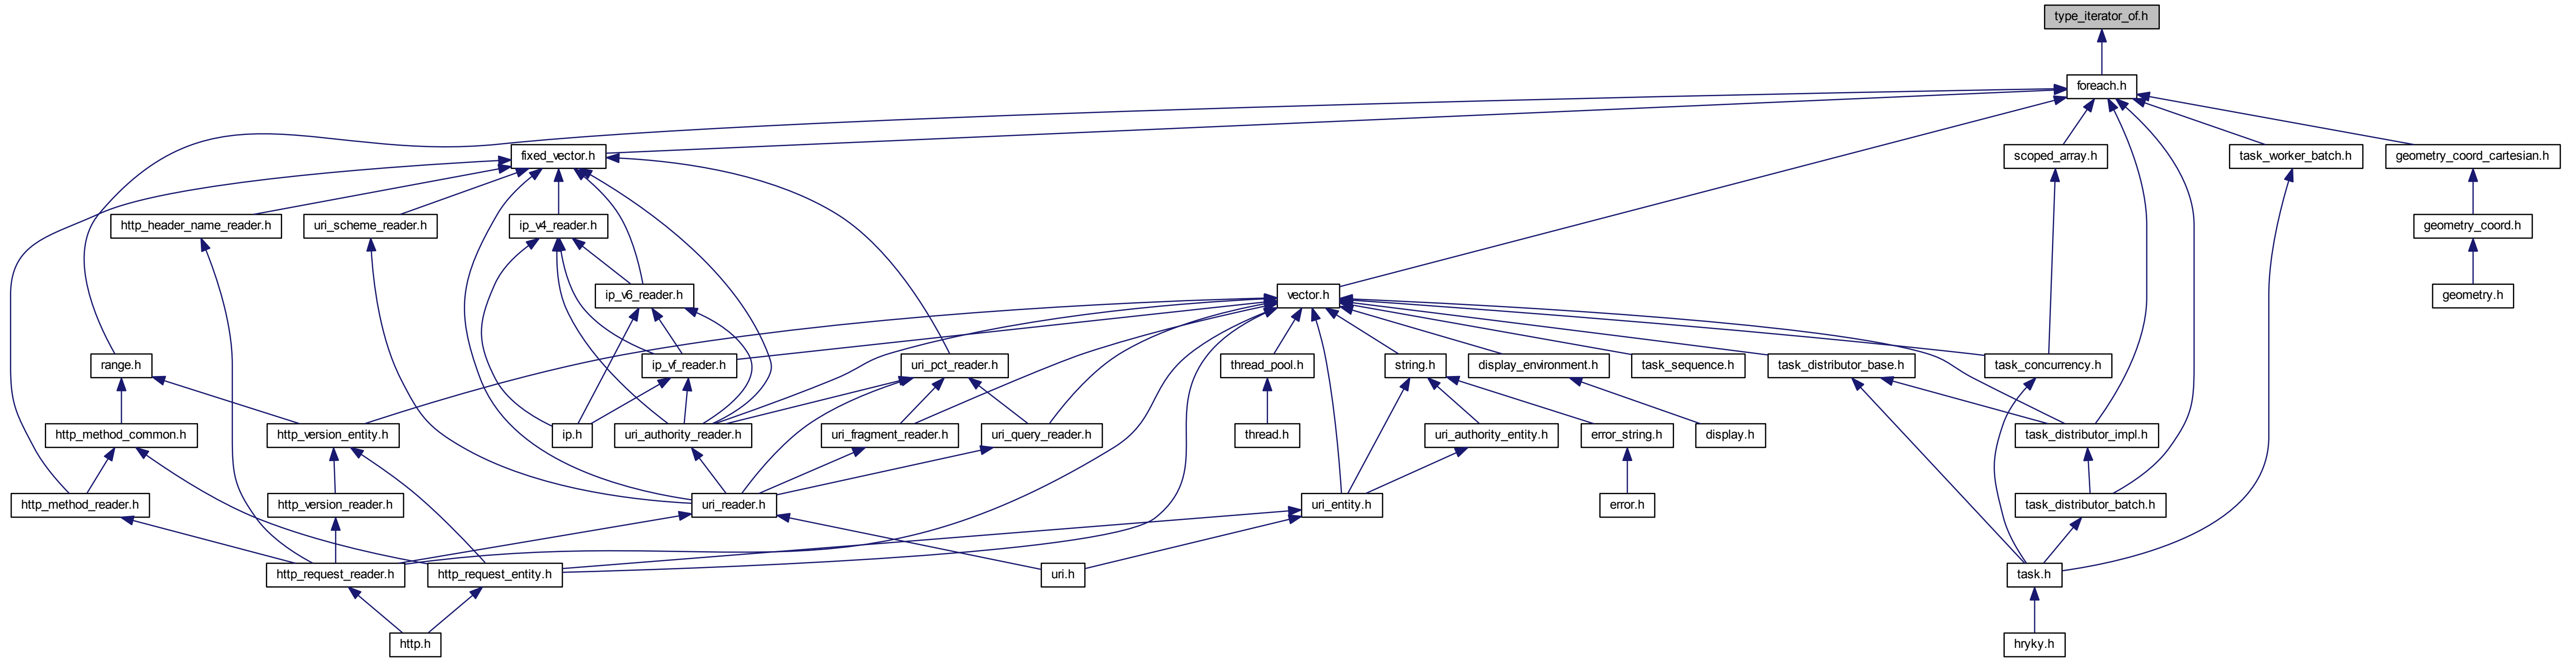 type_iterator_of.h
foreach.h
fixed_vector.h
scoped_array.h
task_worker_batch.h
geometry_coord_cartesian.h
http_header_name_reader.h
uri_scheme_reader.h
ip_v4_reader.h
geometry_coord.h
ip_v6_reader.h
vector.h
geometry.h
range.h
ip_vf_reader.h
uri_pct_reader.h
thread_pool.h
string.h
display_environment.h
task_sequence.h
task_distributor_base.h
task_concurrency.h
http_method_common.h
http_version_entity.h
ip.h
uri_authority_reader.h
uri_fragment_reader.h
uri_query_reader.h
thread.h
uri_authority_entity.h
error_string.h
display.h
task_distributor_impl.h
http_method_reader.h
http_version_reader.h
uri_reader.h
uri_entity.h
error.h
task_distributor_batch.h
http_request_reader.h
http_request_entity.h
uri.h
task.h
http.h
hryky.h